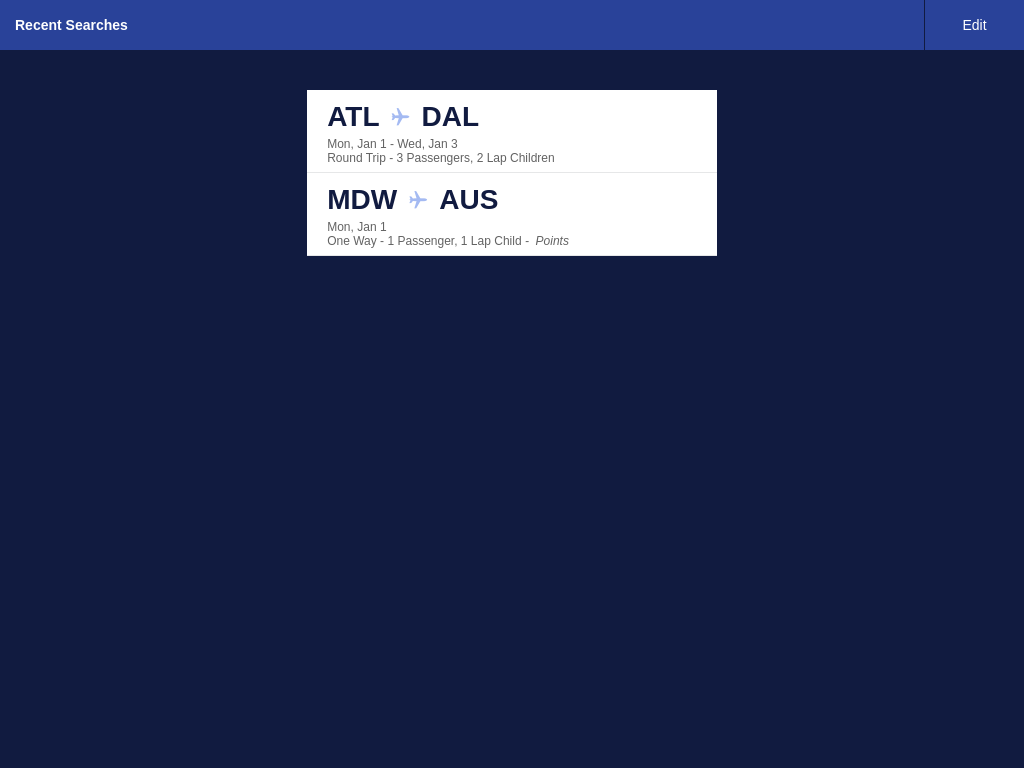 Recent Searches
Edit
ATL DAL
Mon, Jan 1 - Wed, Jan 3
Round Trip - 3 Passengers, 2 Lap Children
MDW AUS
Mon, Jan 1
One Way - 1 Passenger, 1 Lap Child - Points